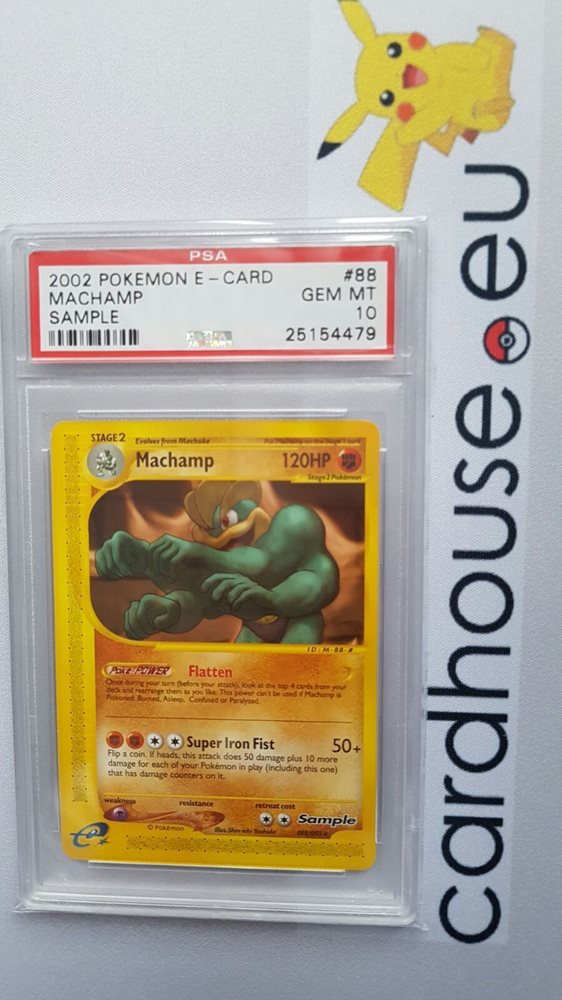 PSA
2002 POKEMON E-CARD #88
MACHAMP GEM MT
SAMPLE 10
25154479
STAGE2 Evolves from Machoke
Machamp 120HP
Stage 2 Pokémon
ID: M-88-#
Poké-POWER Flatten
Once during your turn (before your attack), look at the top 4 cards from your
deck and rearrange them as you like. This power can't be used if Machamp is
Poisoned Burned, Asleep, Confused or Paralyzed.
Super Iron Fist 50+
Flip a coin. If heads, this attack does 50 damage plus 10 more
damage for each of your Pokémon in play (including this one)
that has damage counters on it.
weakness resistance retreat cost
Sample
© Pokémon
e
cardhouse.eu